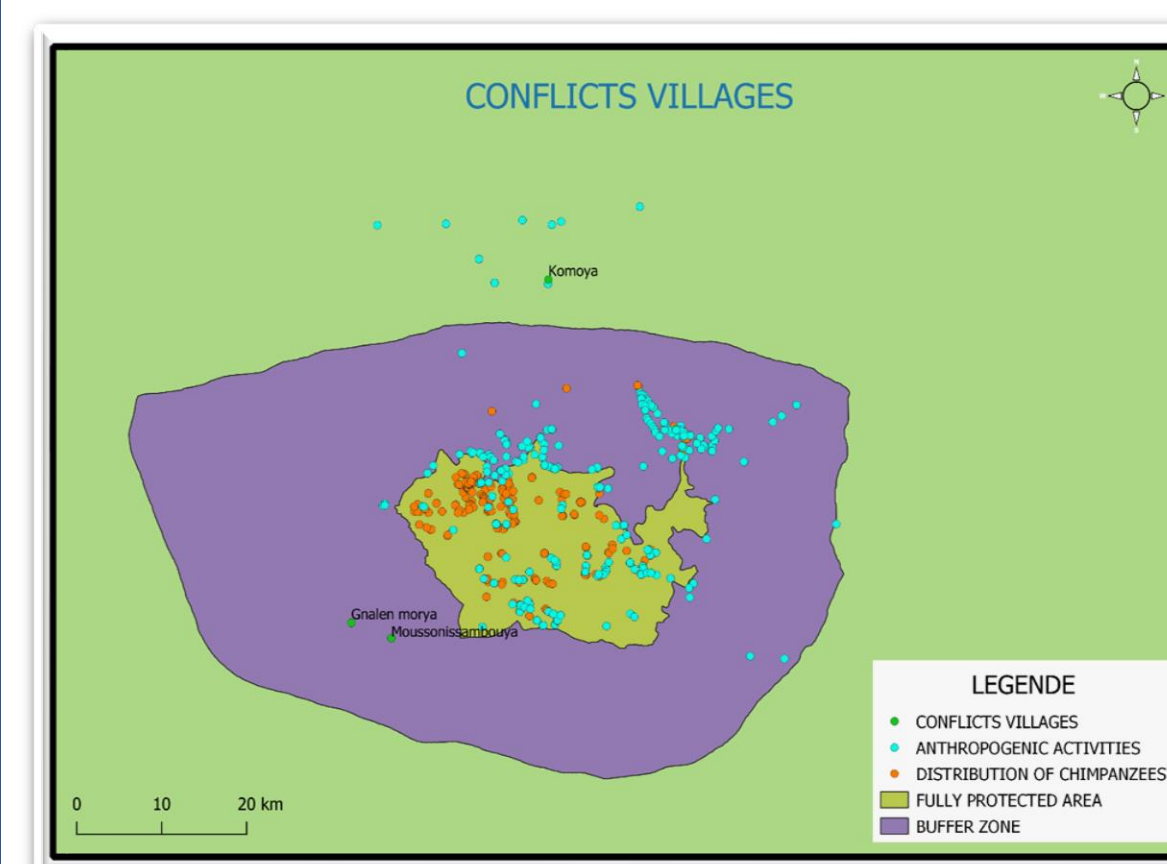 CONFLICTS VILLAGES
N
S
Komoya
Gnalen morya
Moussonissambouya
LEGENDE
CONFLICTS VILLAGES
ANTHROPOGENIC ACTIVITIES
DISTRIBUTION OF CHIMPANZEES
FULLY PROTECTED AREA
BUFFER ZONE
0 10 20 km